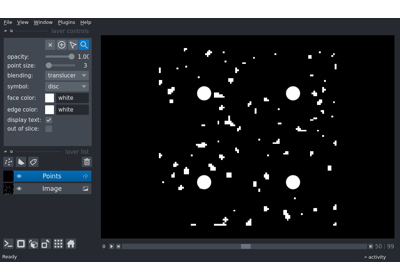 File View Window Plugins Help
layer controls
opacity: 1.00
point size: 3
blending: translucer
symbol: disc
face color: white
edge color: white
display text:
out of slice:
layer list
Points
Image
50 99
Ready
activity